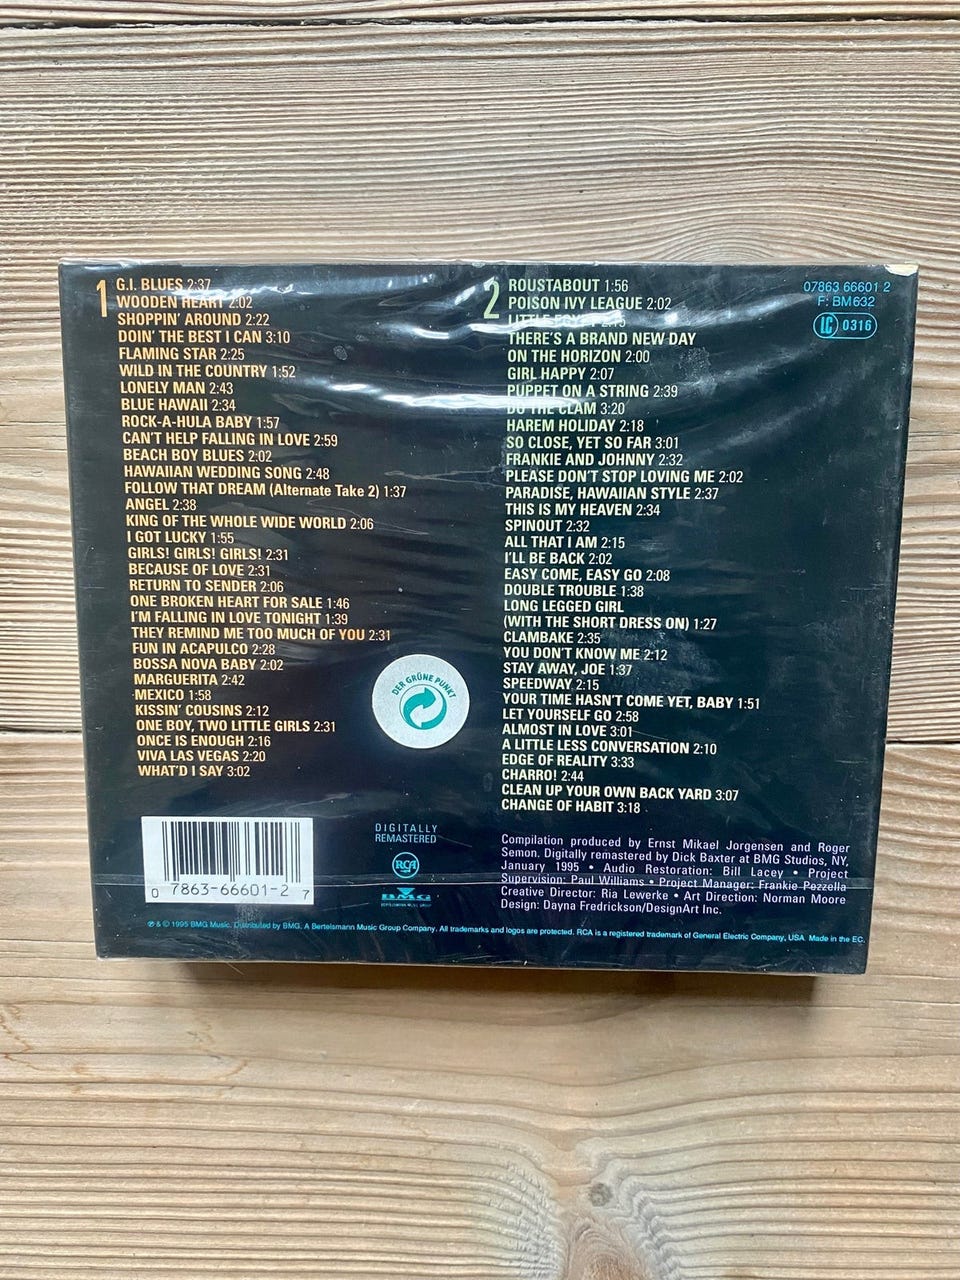 1
G.I. BLUES 2:37
WOODEN HEART 2:02
SHOPPIN' AROUND 2:22
DOIN' THE BEST I CAN 3:10
FLAMING STAR 2:25
WILD IN THE COUNTRY 1:52
LONELY MAN 2:43
BLUE HAWAII 2:34
ROCK-A-HULA BABY 1:57
CAN'T HELP FALLING IN LOVE 2:59
BEACH BOY BLUES 2:02
HAWAIIAN WEDDING SONG 2:48
FOLLOW THAT DREAM (Alternate Take 2) 1:37
ANGEL 2:38
KING OF THE WHOLE WIDE WORLD 2:06
I GOT LUCKY 1:55
GIRLS! GIRLS! GIRLS! 2:31
BECAUSE OF LOVE 2:31
RETURN TO SENDER 2:06
ONE BROKEN HEART FOR SALE 1:46
I'M FALLING IN LOVE TONIGHT 1:39
THEY REMIND ME TOO MUCH OF YOU 2:31
FUN IN ACAPULCO 2:28
BOSSA NOVA BABY 2:02
MARGUERITA 2:42
MEXICO 1:58
KISSIN' COUSINS 2:12
ONE BOY, TWO LITTLE GIRLS 2:31
ONCE IS ENOUGH 2:16
VIVA LAS VEGAS 2:20
WHAT'D I SAY 3:02
2
ROUSTABOUT 1:56
POISON IVY LEAGUE 2:02
LITTLE EGYPT
THERE'S A BRAND NEW DAY
ON THE HORIZON 2:00
GIRL HAPPY 2:07
PUPPET ON A STRING 2:39
DO THE CLAM 3:20
HAREM HOLIDAY 2:18
SO CLOSE, YET SO FAR 3:01
FRANKIE AND JOHNNY 2:32
PLEASE DON'T STOP LOVING ME 2:02
PARADISE, HAWAIIAN STYLE 2:37
THIS IS MY HEAVEN 2:34
SPINOUT 2:32
ALL THAT I AM 2:15
I'LL BE BACK 2:02
EASY COME, EASY GO 2:08
DOUBLE TROUBLE 1:38
LONG LEGGED GIRL
(WITH THE SHORT DRESS ON) 1:27
CLAMBAKE 2:35
YOU DON'T KNOW ME 2:12
STAY AWAY, JOE 1:37
SPEEDWAY 2:15
YOUR TIME HASN'T COME YET, BABY 1:51
LET YOURSELF GO 2:58
ALMOST IN LOVE 3:01
A LITTLE LESS CONVERSATION 2:10
EDGE OF REALITY 3:33
CHARRO! 2:44
CLEAN UP YOUR OWN BACK YARD 3:07
CHANGE OF HABIT 3:18
07863 66601 2
F: BM632
LC 0316
DER GRÜNE PUNKT
0 7863-66601-2 7
DIGITALLY
REMASTERED
RCA
BMG
BERTELSMANN MUSIC GROUP
Compilation produced by Ernst Mikael Jorgensen and Roger
Semon. Digitally remastered by Dick Baxter at BMG Studios, NY,
January 1995 • Audio Restoration: Bill Lacey • Project
Supervision: Paul Williams • Project Manager: Frankie Pezzella
Creative Director: Ria Lewerke • Art Direction: Norman Moore
Design: Dayna Fredrickson/DesignArt Inc.
℗ & © 1995 BMG Music. Distributed by BMG. A Bertelsmann Music Group Company. All trademarks and logos are protected. RCA is a registered trademark of General Electric Company, USA. Made in the EC.